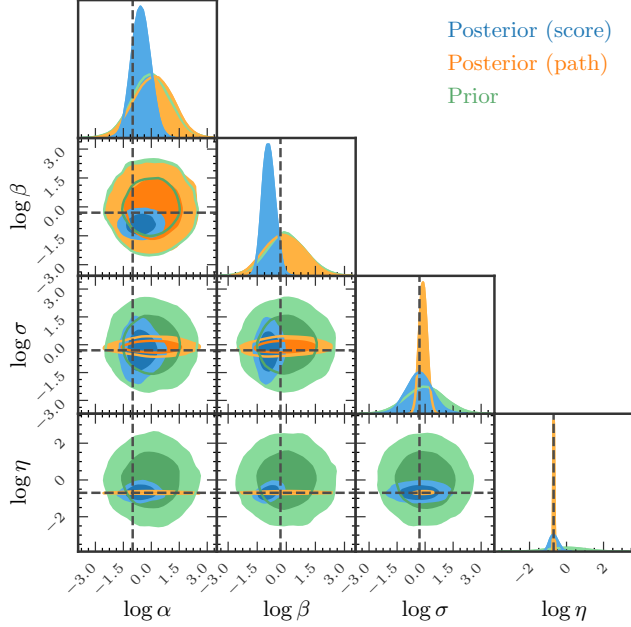 Posterior (score)
Posterior (path)
Prior
log β
3.0
1.5
0.0
−1.5
−3.0
log σ
3.0
1.5
0.0
−1.5
−3.0
log η
2
0
−2
−3.0 −1.5 0.0 1.5 3.0
−3.0 −1.5 0.0 1.5 3.0
−3.0 −1.5 0.0 1.5 3.0
−2 0 2
log α log β log σ log η